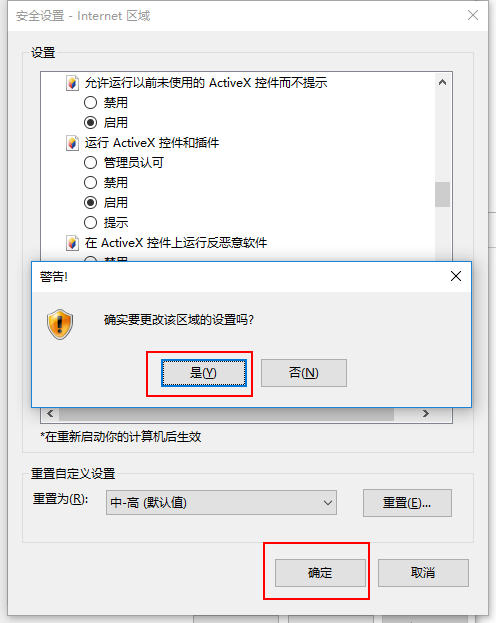 安全设置 - Internet 区域
设置
允许运行以前未使用的 ActiveX 控件而不提示
禁用
启用
运行 ActiveX 控件和插件
管理员认可
禁用
启用
提示
在 ActiveX 控件上运行反恶意软件
警告!
确实要更改该区域的设置吗?
是(Y)
否(N)
*在重新启动你的计算机后生效
重置自定义设置
重置为(R):
中-高 (默认值)
重置(E)...
确定
取消